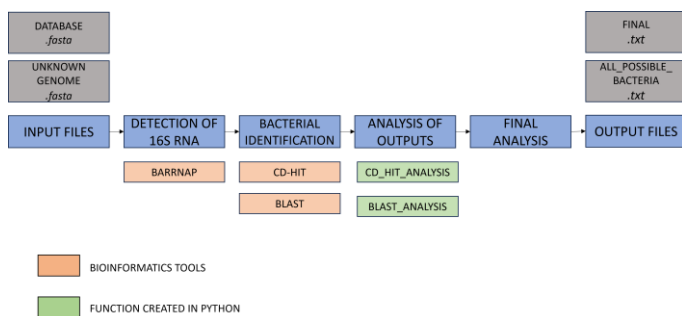 DATABASE
.fasta
FINAL
.txt
UNKNOWN
GENOME
.fasta
ALL_POSSIBLE_
BACTERIA
.txt
INPUT FILES
DETECTION OF
16S RNA
BACTERIAL
IDENTIFICATION
ANALYSIS OF
OUTPUTS
FINAL
ANALYSIS
OUTPUT FILES
BARRNAP
CD-HIT
CD_HIT_ANALYSIS
BLAST
BLAST_ANALYSIS
BIOINFORMATICS TOOLS
FUNCTION CREATED IN PYTHON